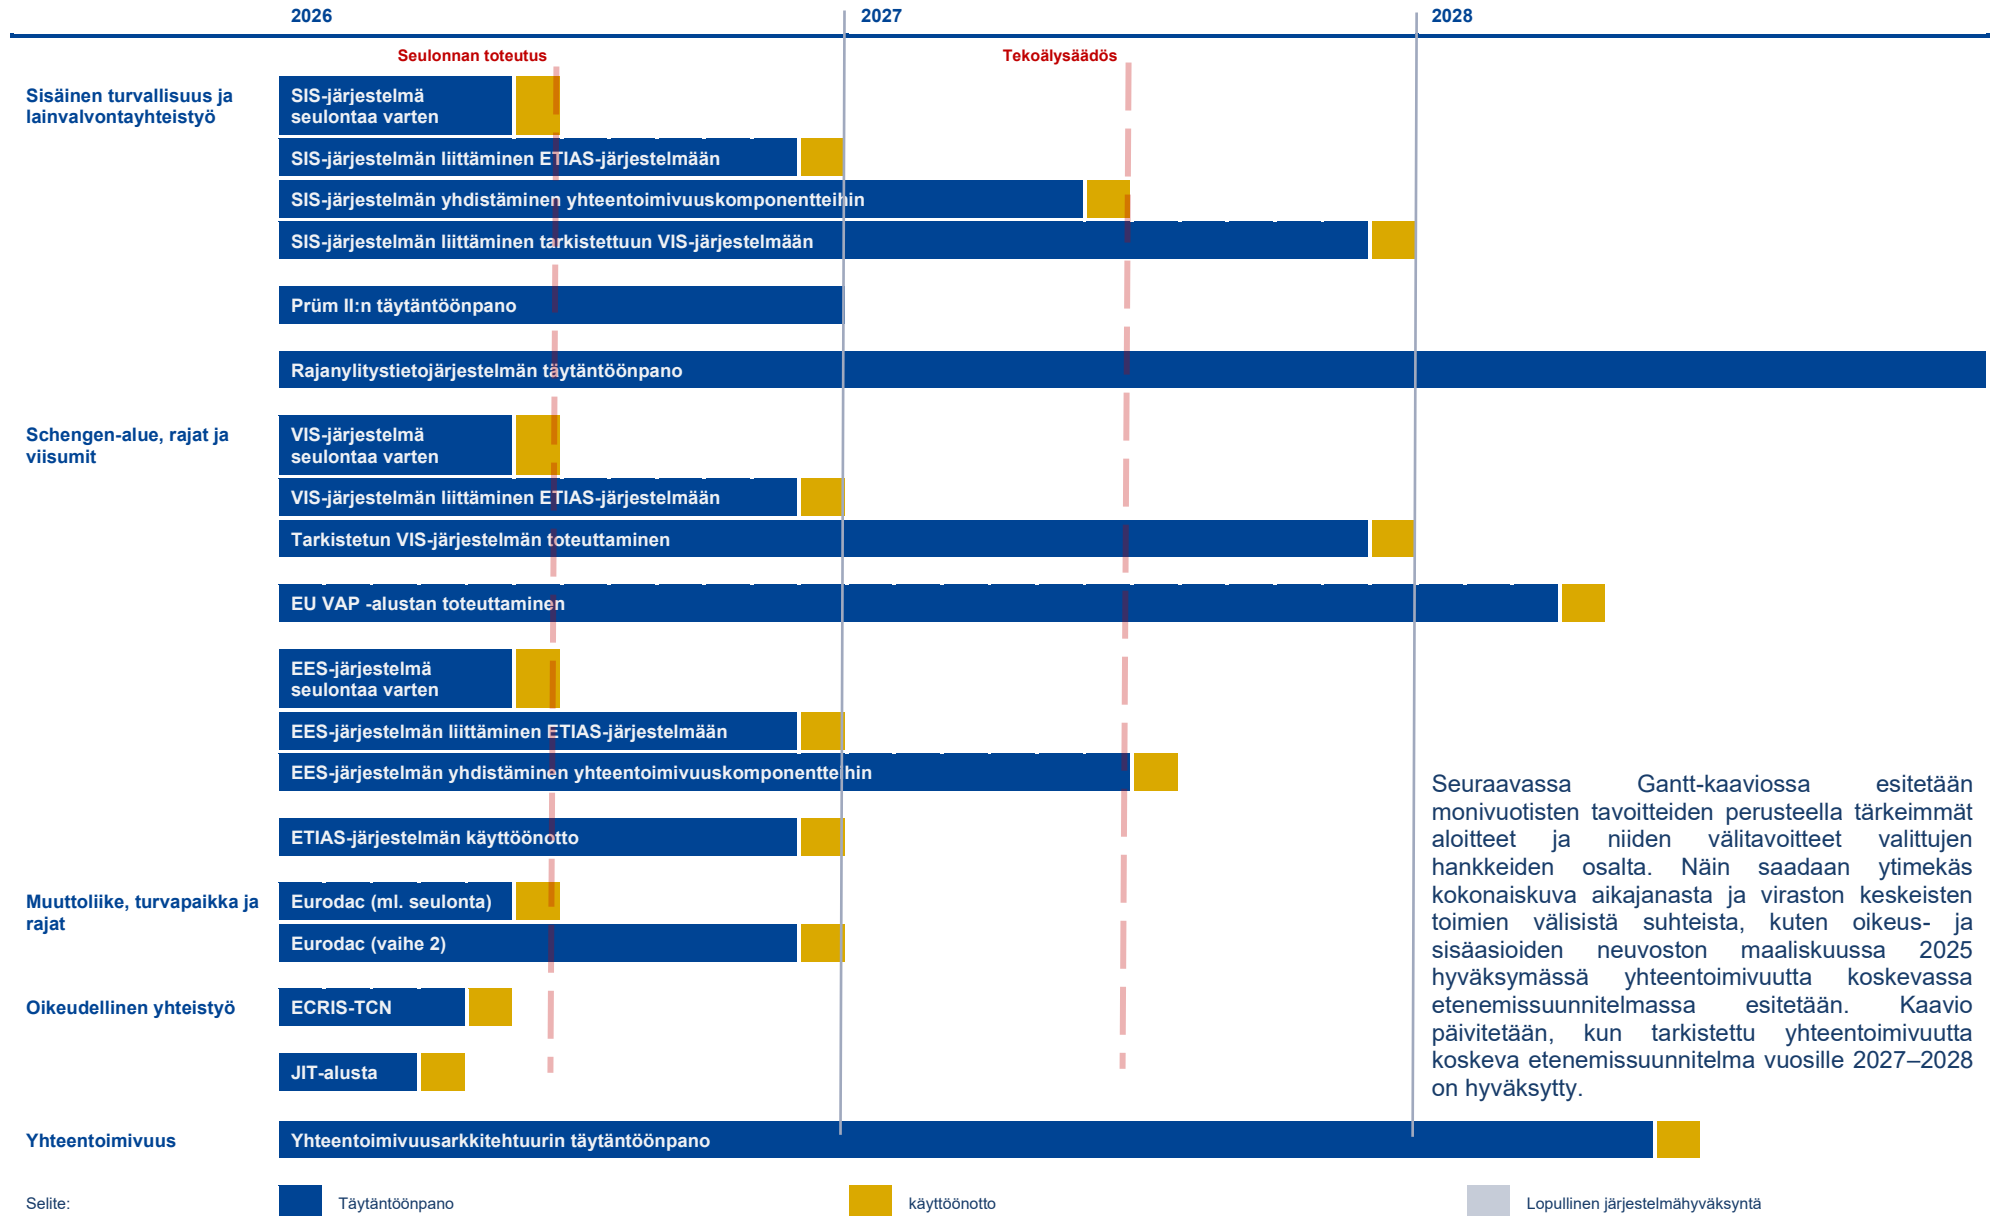 2026
2027
2028
Seulonnan toteutus
Tekoälysäädös
Sisäinen turvallisuus ja
lainvalvontayhteistyö
SIS-järjestelmä
seulontaa varten
SIS-järjestelmän liittäminen ETIAS-järjestelmään
SIS-järjestelmän yhdistäminen yhteentoimivuuskomponentteihin
SIS-järjestelmän liittäminen tarkistettuun VIS-järjestelmään
Prüm II:n täytäntöönpano
Rajanylitystietojärjestelmän täytäntöönpano
Schengen-alue, rajat ja
viisumit
VIS-järjestelmä
seulontaa varten
VIS-järjestelmän liittäminen ETIAS-järjestelmään
Tarkistetun VIS-järjestelmän toteuttaminen
EU VAP -alustan toteuttaminen
EES-järjestelmä
seulontaa varten
EES-järjestelmän liittäminen ETIAS-järjestelmään
EES-järjestelmän yhdistäminen yhteentoimivuuskomponentteihin
ETIAS-järjestelmän käyttöönotto
Muuttoliike, turvapaikka ja
rajat
Eurodac (ml. seulonta)
Eurodac (vaihe 2)
Oikeudellinen yhteistyö
ECRIS-TCN
JIT-alusta
Seuraavassa Gantt-kaaviossa esitetään
monivuotisten tavoitteiden perusteella tärkeimmät
aloitteet ja niiden välitavoitteet valittujen
hankkeiden osalta. Näin saadaan ytimekäs
kokonaiskuva aikajanasta ja viraston keskeisten
toimien välisistä suhteista, kuten oikeus- ja
sisäasioiden neuvoston maaliskuussa 2025
hyväksymässä yhteentoimivuutta koskevassa
etenemissuunnitelmassa esitetään. Kaavio
päivitetään, kun tarkistettu yhteentoimivuutta
koskeva etenemissuunnitelma vuosille 2027–2028
on hyväksytty.
Yhteentoimivuus
Yhteentoimivuusarkkitehtuurin täytäntöönpano
Selite:
Täytäntöönpano
käyttöönotto
Lopullinen järjestelmähyväksyntä